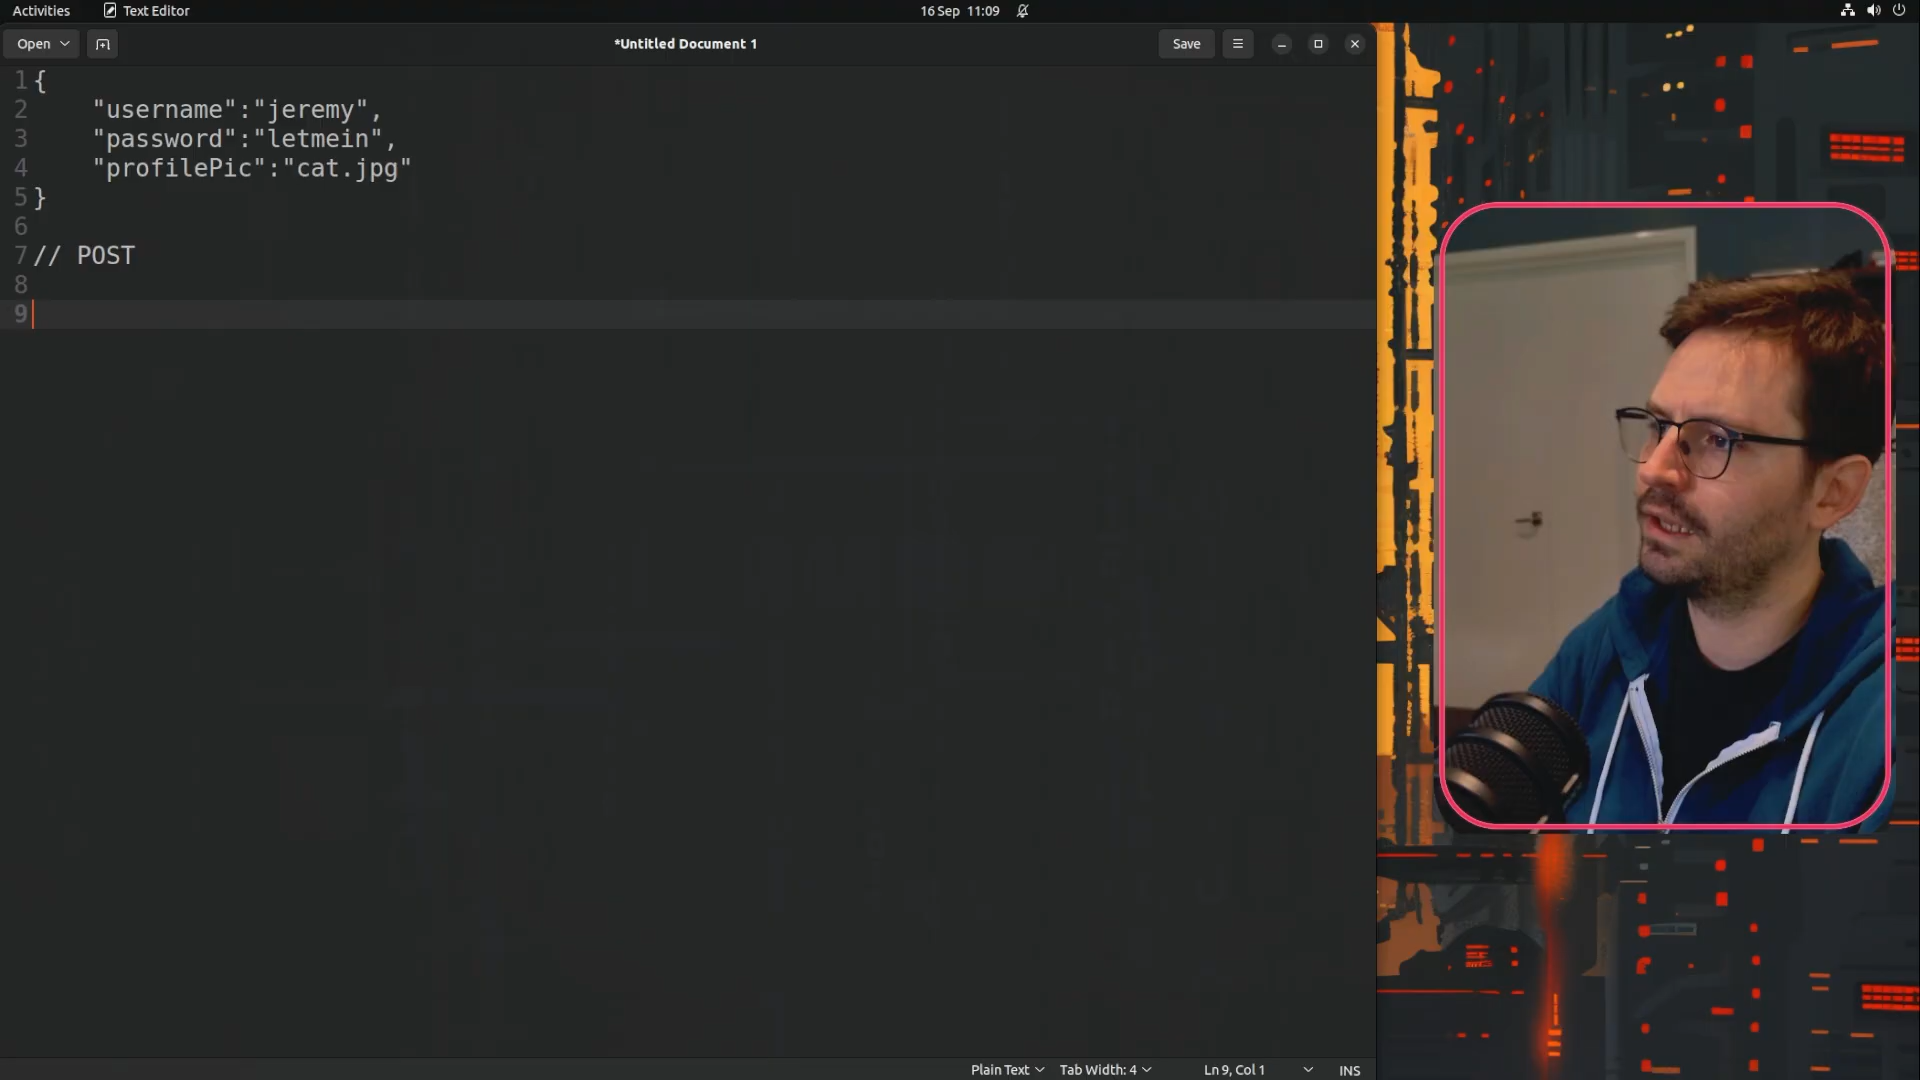 Activities
Text Editor
16 Sep 11:09
Open
*Untitled Document 1
Save
1 {
2 "username":"jeremy",
3 "password":"letmein",
4 "profilePic":"cat.jpg"
5 }
6
7 // POST
8
9
Plain Text
Tab Width: 4
Ln 9, Col 1
INS